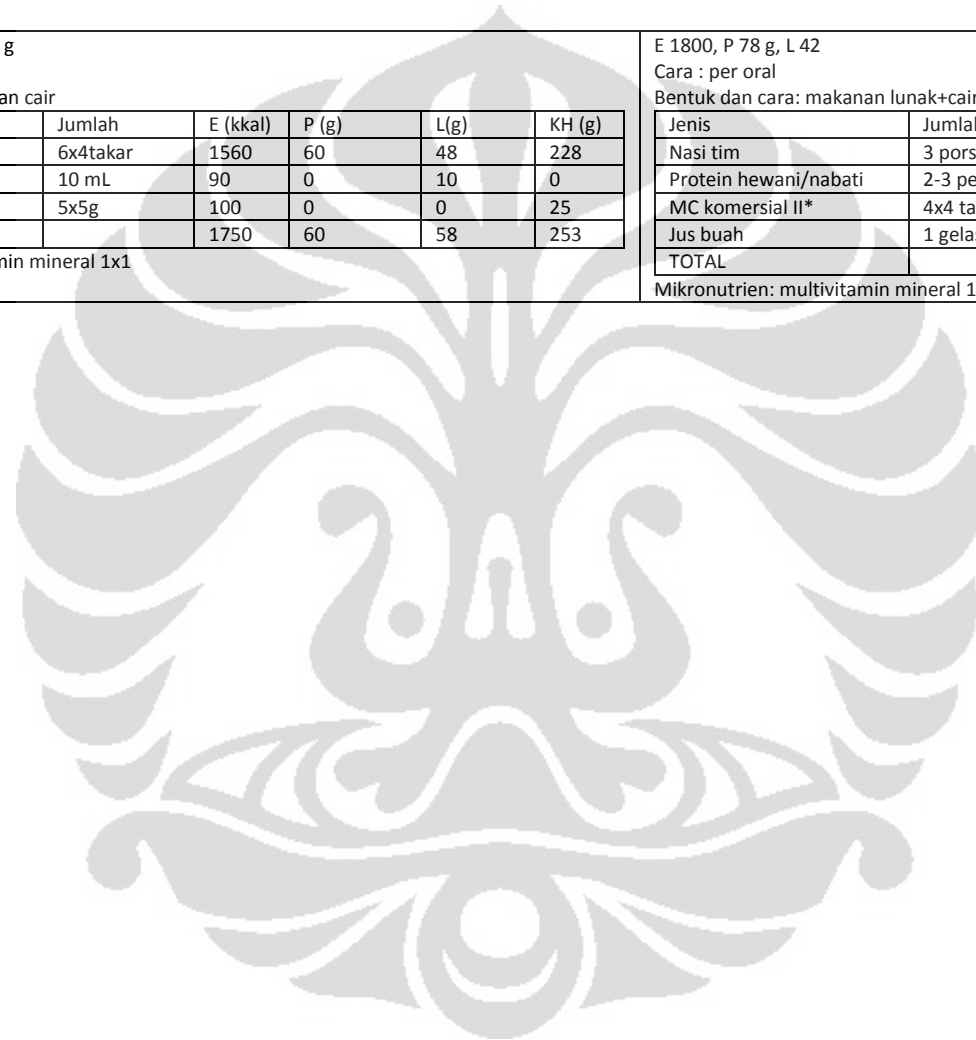 g
an cair
Jumlah E (kkal) P (g) L(g) KH (g)
6x4takar 1560 60 48 228
10 mL 90 0 10 0
5x5g 100 0 0 25
1750 60 58 253
min mineral 1x1
E 1800, P 78 g, L 42
Cara : per oral
Bentuk dan cara: makanan lunak+cair
Jenis Jumlah
Nasi tim 3 pors
Protein hewani/nabati 2-3 pe
MC komersial II* 4x4 ta
Jus buah 1 gelas
TOTAL
Mikronutrien: multivitamin mineral 1